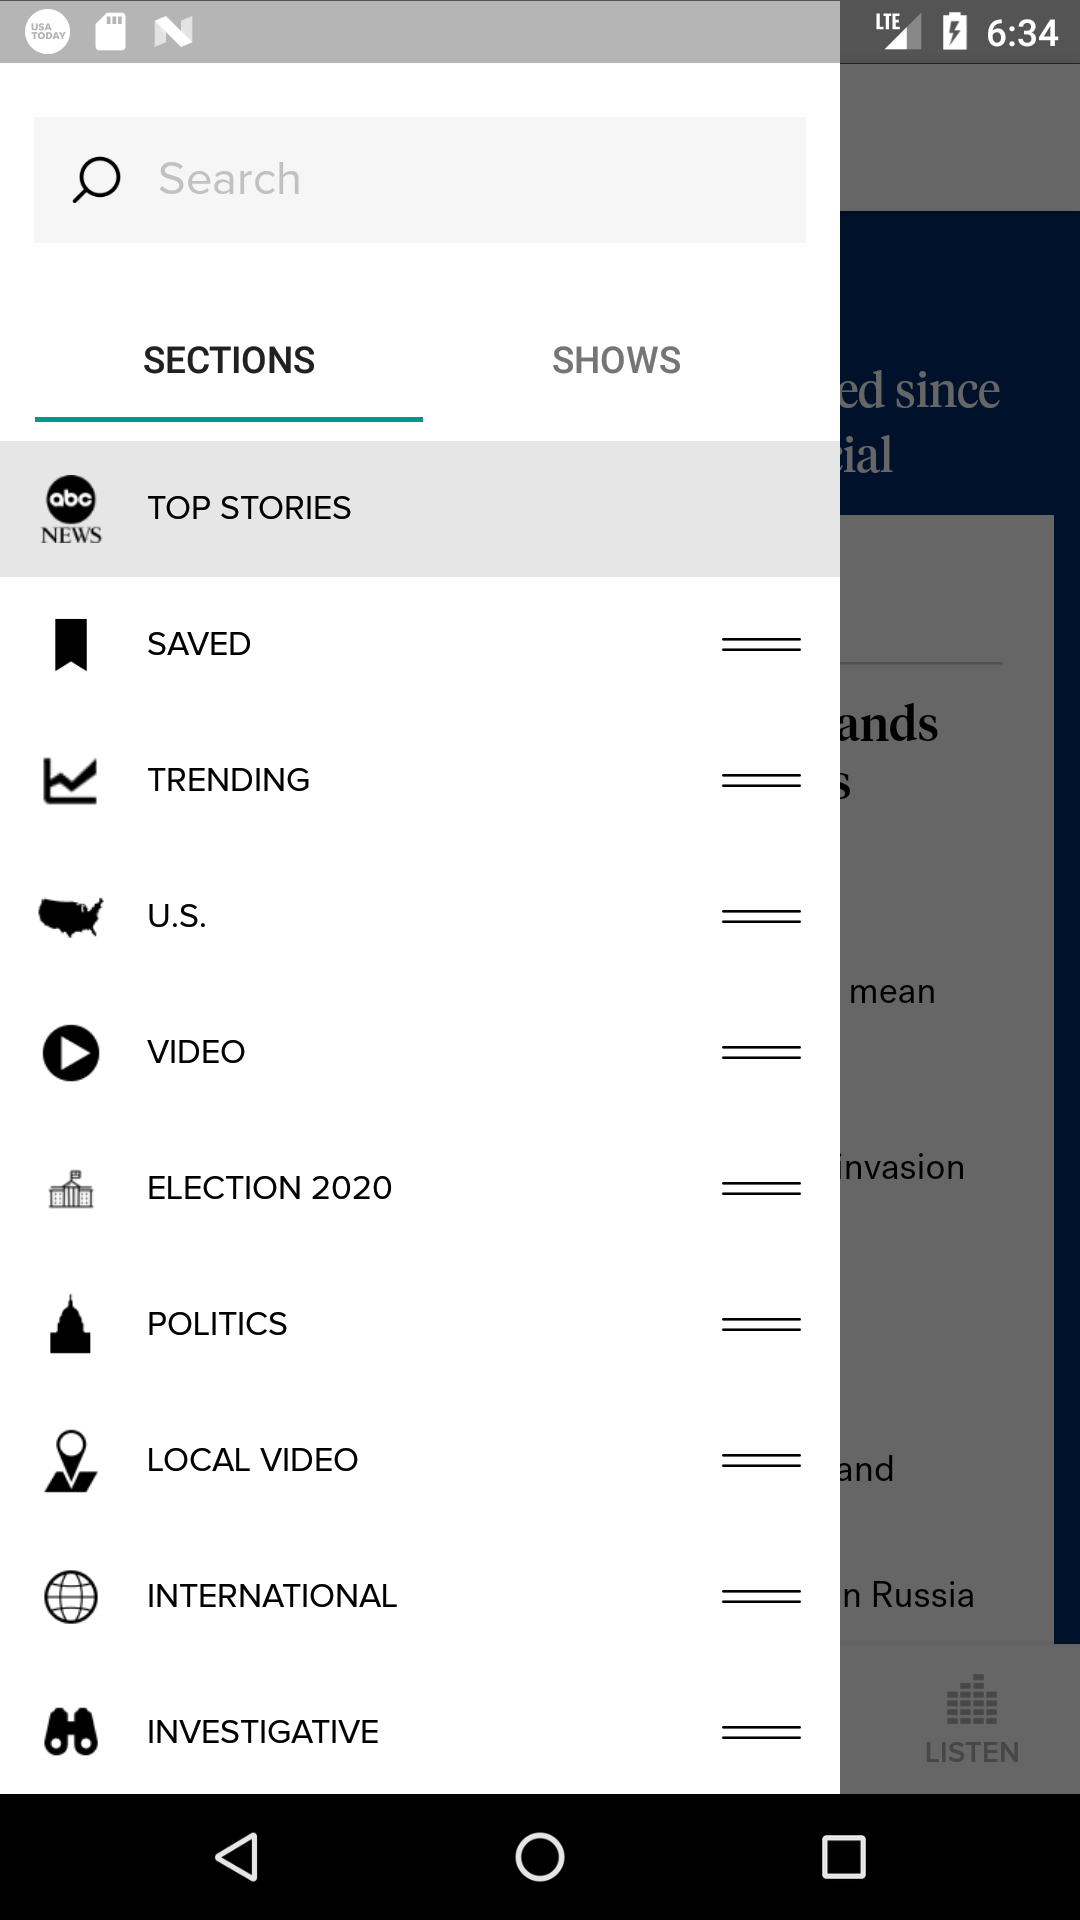 USA
TODAY
LTE
6:34
Search
SECTIONS
SHOWS
ed since
cial
abc
NEWS
TOP STORIES
SAVED
ands
s
TRENDING
U.S.
mean
VIDEO
invasion
ELECTION 2020
POLITICS
LOCAL VIDEO
and
INTERNATIONAL
n Russia
INVESTIGATIVE
LISTEN